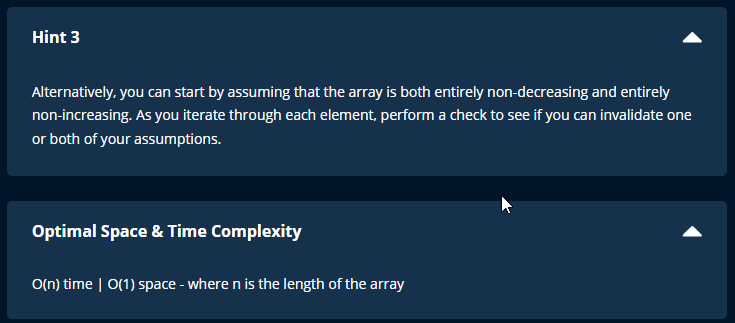 Hint 3
Alternatively, you can start by assuming that the array is both entirely non-decreasing and entirely
non-increasing. As you iterate through each element, perform a check to see if you can invalidate one
or both of your assumptions.
Optimal Space & Time Complexity
O(n) time | O(1) space - where n is the length of the array